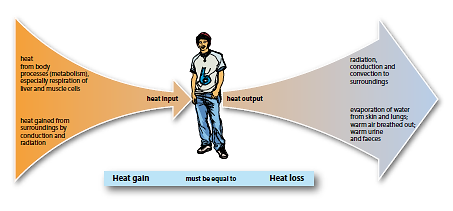 heat
from body
processes (metabolism),
especially respiration of
liver and muscle cells
heat gained from
surroundings by
conduction and
radiation
heat input
heat output
radiation,
conduction and
convection to
surroundings
evaporation of water
from skin and lungs;
warm air breathed out;
warm urine
and faeces
Heat gain must be equal to Heat loss